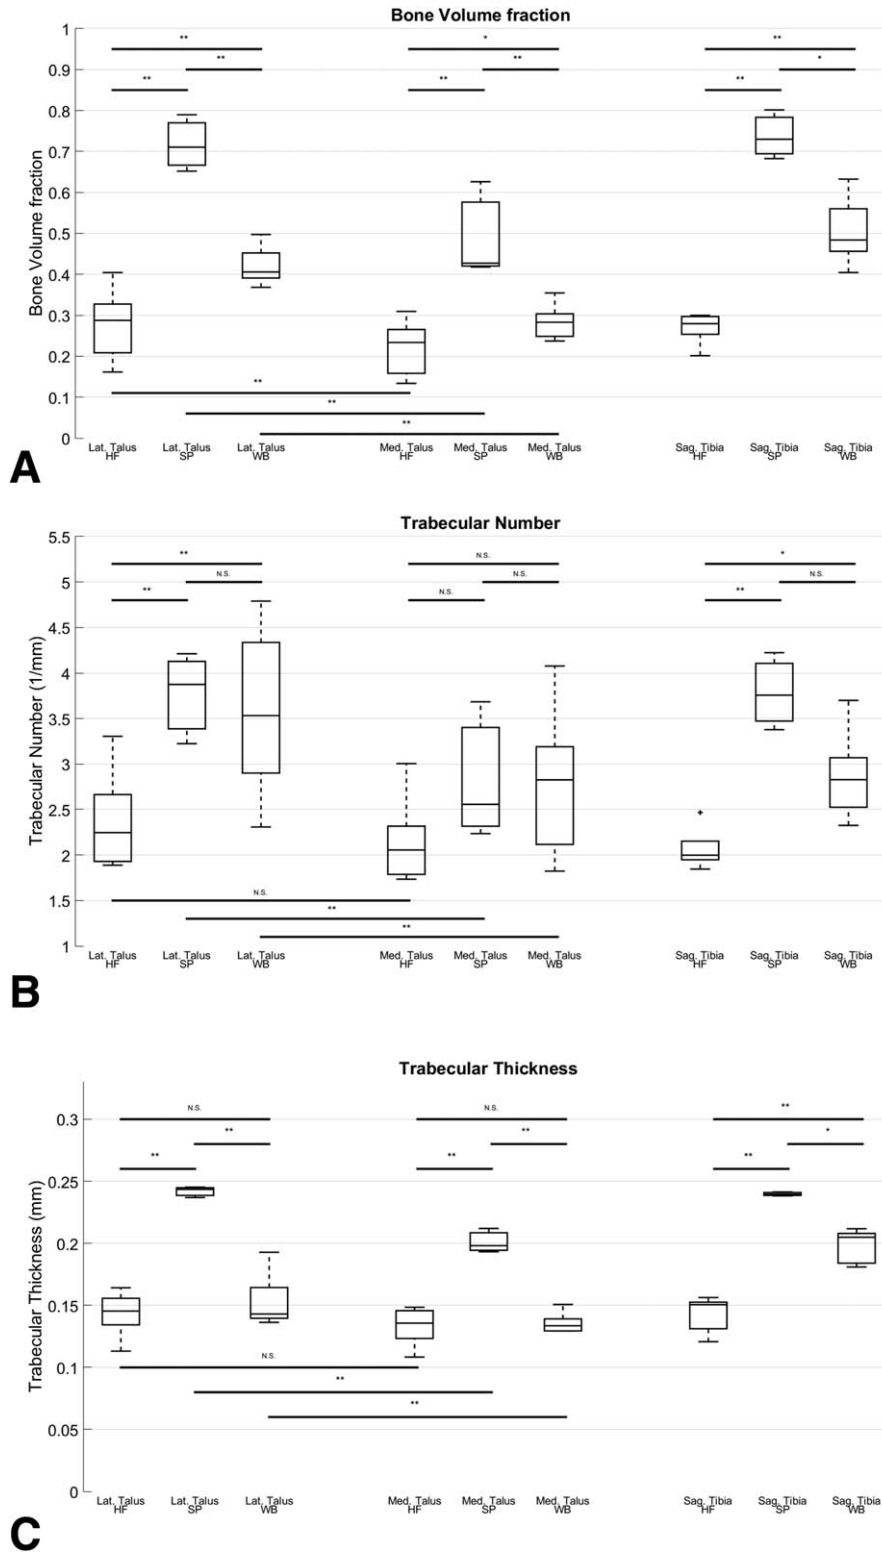 Bone Volume fraction
1
** * **
0.9
** ** *
** ** **
0.8
0.7
0.6
0.5
0.4
0.3
0.2
0.1
0
Bone Volume fraction
**
**
**
Lat. Talus Lat. Talus Lat. Talus Med. Talus Med. Talus Med. Talus Sag. Tibia Sag. Tibia Sag. Tibia
HF SP WB HF SP WB HF SP WB
A
Trabecular Number
5.5
** N.S. *
N.S. N.S. N.S.
5
** N.S. **
4.5
4
3.5
3
2.5
2
1.5
1
Trabecular Number (1/mm)
N.S.
**
**
Lat. Talus Lat. Talus Lat. Talus Med. Talus Med. Talus Med. Talus Sag. Tibia Sag. Tibia Sag. Tibia
HF SP WB HF SP WB HF SP WB
B
Trabecular Thickness
N.S. N.S. **
0.3
** ** *
** ** **
0.25
0.2
0.15
0.1
0.05
0
Trabecular Thickness (mm)
N.S.
**
**
Lat. Talus Lat. Talus Lat. Talus Med. Talus Med. Talus Med. Talus Sag. Tibia Sag. Tibia Sag. Tibia
HF SP WB HF SP WB HF SP WB
C